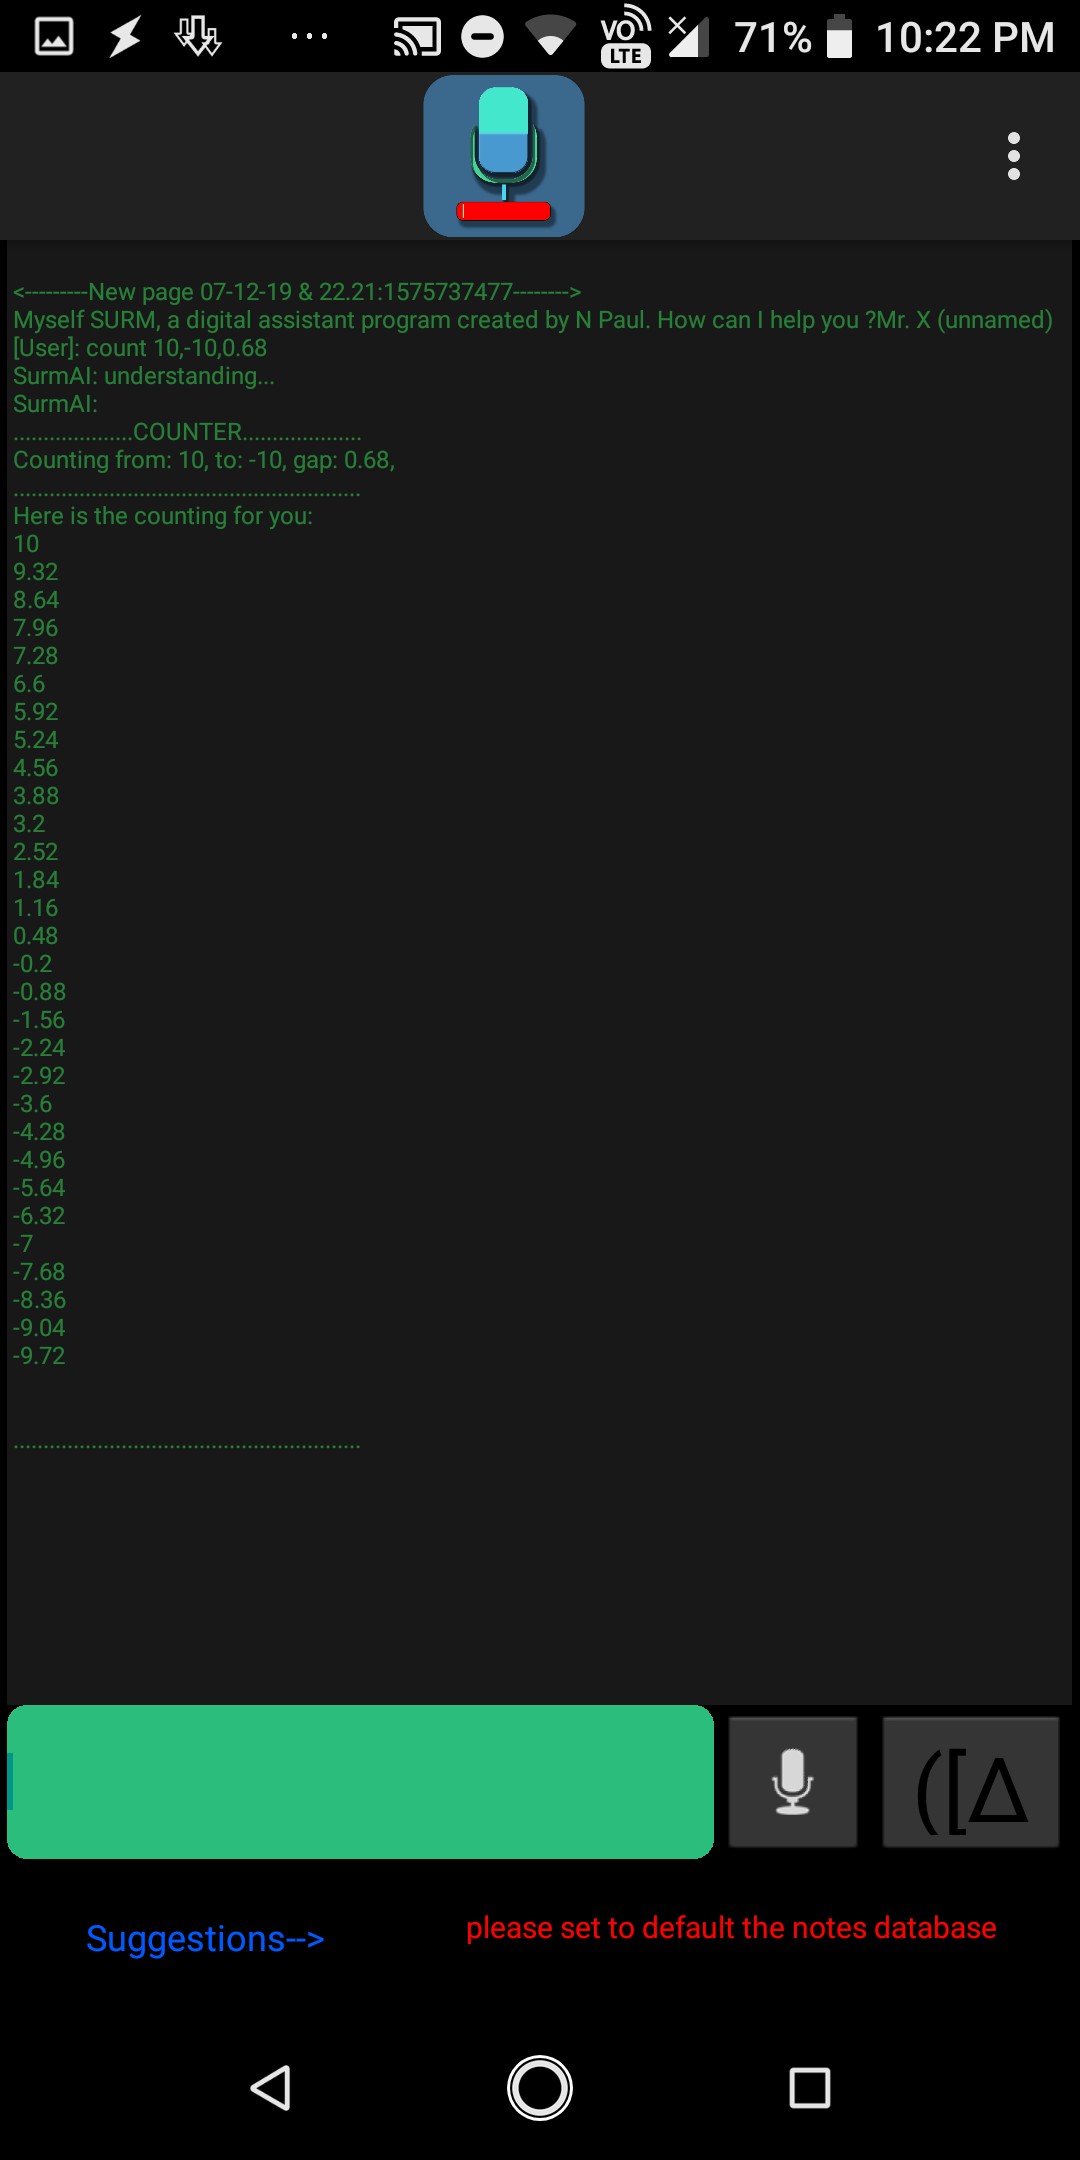 71% 10:22 PM
VO LTE
<---------New page 07-12-19 & 22.21:1575737477-------->
Myself SURM, a digital assistant program created by N Paul. How can I help you ?Mr. X (unnamed)
[User]: count 10,-10,0.68
SurmAI: understanding...
SurmAI:
....................COUNTER....................
Counting from: 10, to: -10, gap: 0.68,
..........................................................
Here is the counting for you:
10
9.32
8.64
7.96
7.28
6.6
5.92
5.24
4.56
3.88
3.2
2.52
1.84
1.16
0.48
-0.2
-0.88
-1.56
-2.24
-2.92
-3.6
-4.28
-4.96
-5.64
-6.32
-7
-7.68
-8.36
-9.04
-9.72
..........................................................
([Δ
Suggestions-->
please set to default the notes database